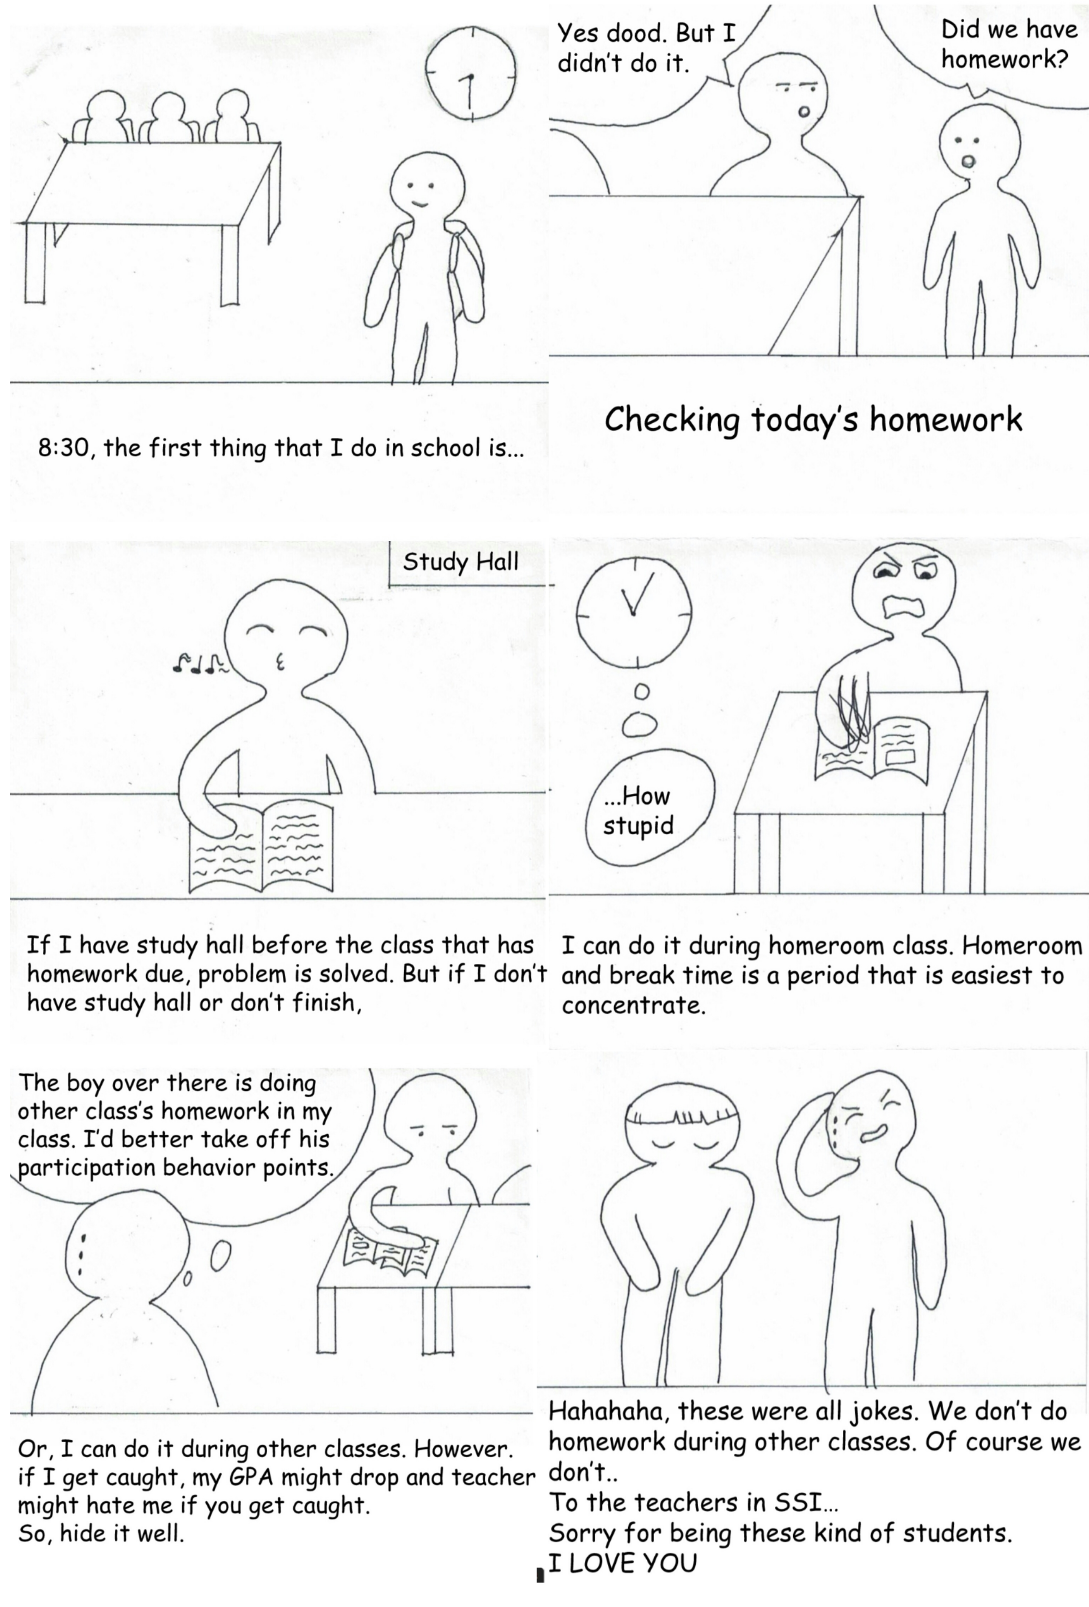 8:30, the first thing that I do in school is...
Yes dood. But I
didn't do it.
Did we have
homework?
Checking today's homework
Study Hall
If I have study hall before the class that has
homework due, problem is solved. But if I don't
have study hall or don't finish,
...How
stupid
I can do it during homeroom class. Homeroom
and break time is a period that is easiest to
concentrate.
The boy over there is doing
other class's homework in my
class. I'd better take off his
participation behavior points.
Or, I can do it during other classes. However.
if I get caught, my GPA might drop and teacher
might hate me if you get caught.
So, hide it well.
Hahahaha, these were all jokes. We don't do
homework during other classes. Of course we
don't..
To the teachers in SSI...
Sorry for being these kind of students.
I LOVE YOU